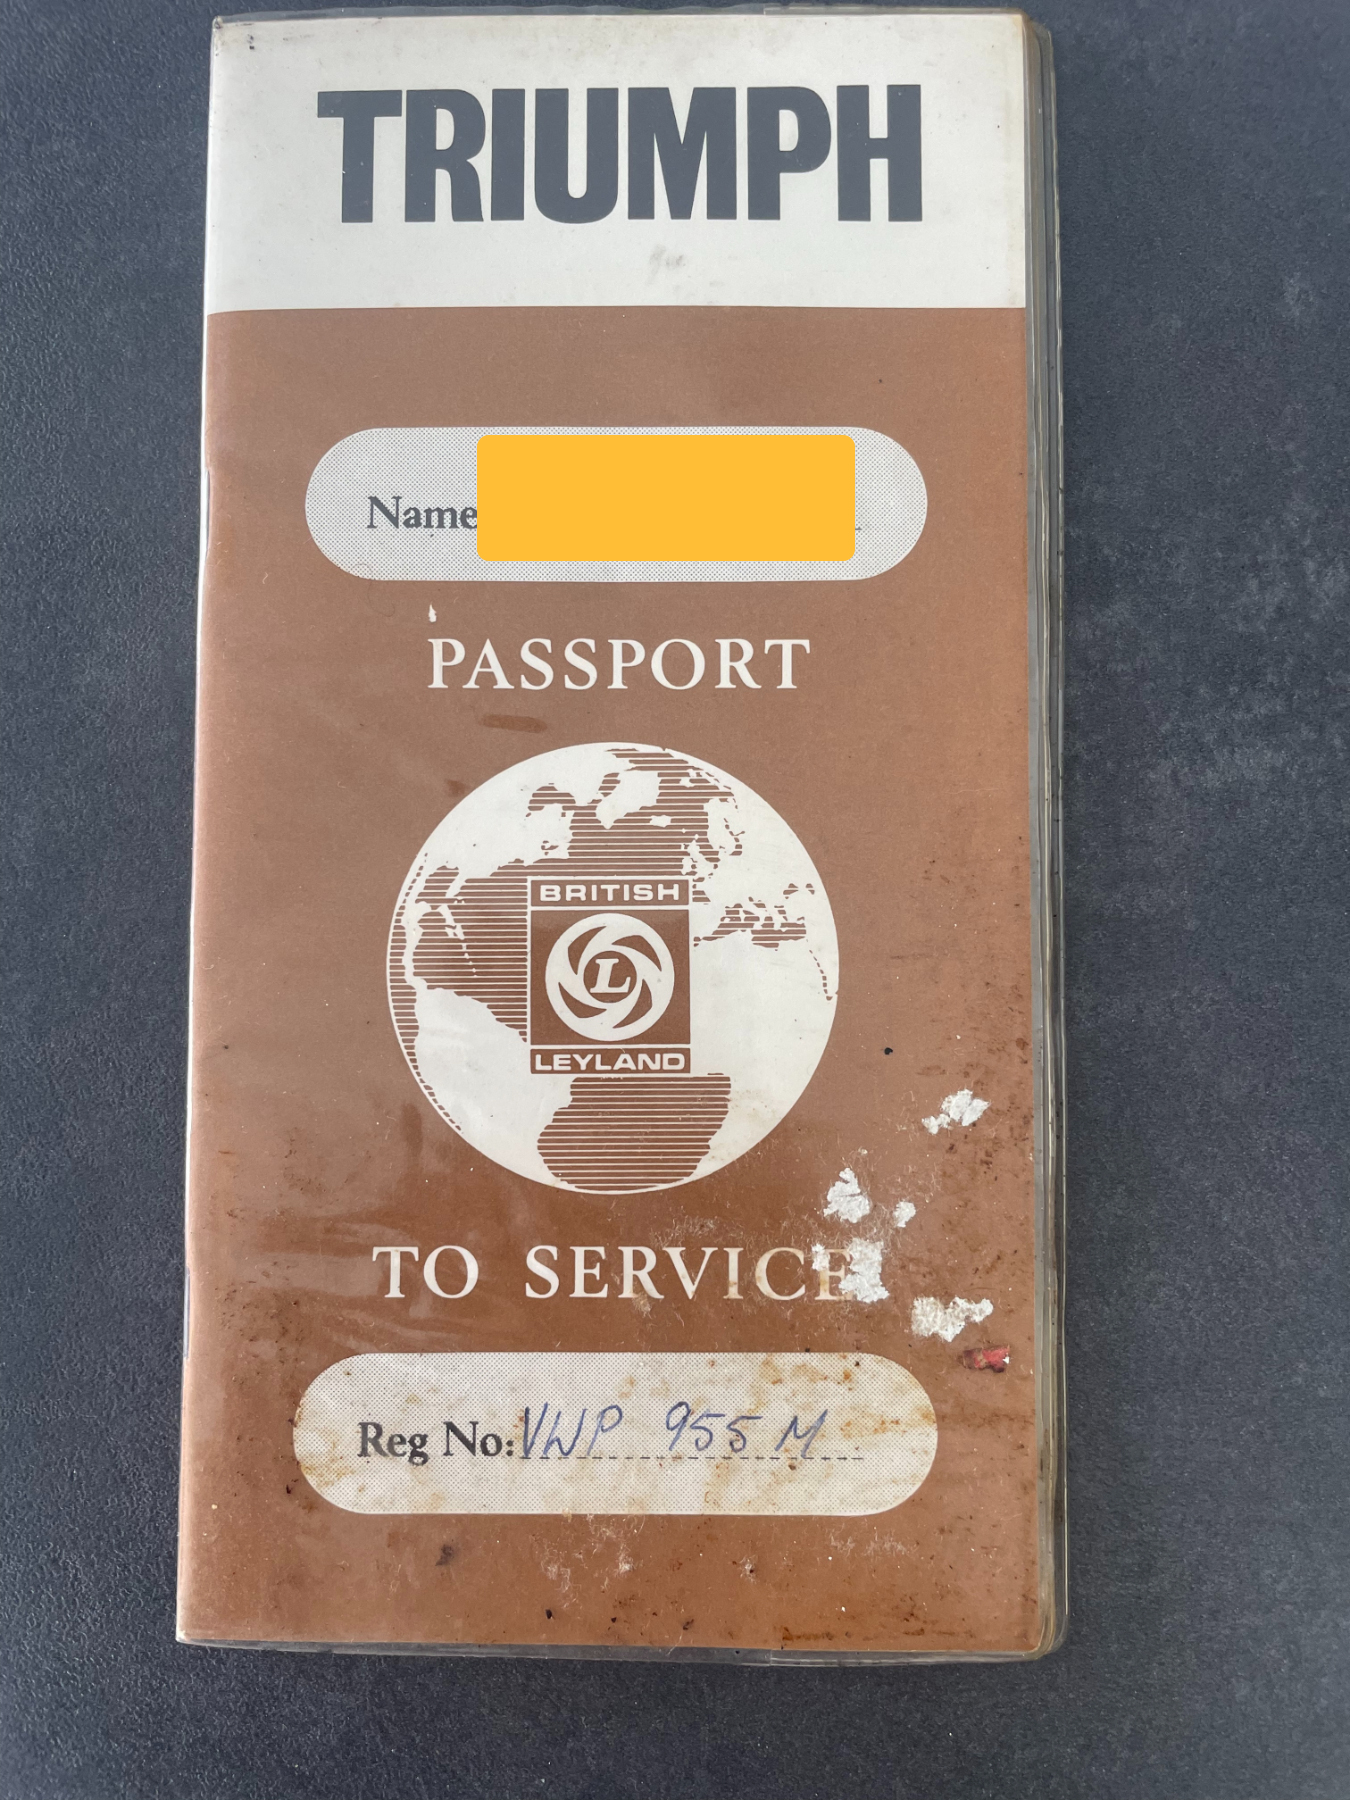 TRIUMPH
Name
PASSPORT
BRITISH
L
LEYLAND
TO SERVICE
Reg No: VWP 955 M